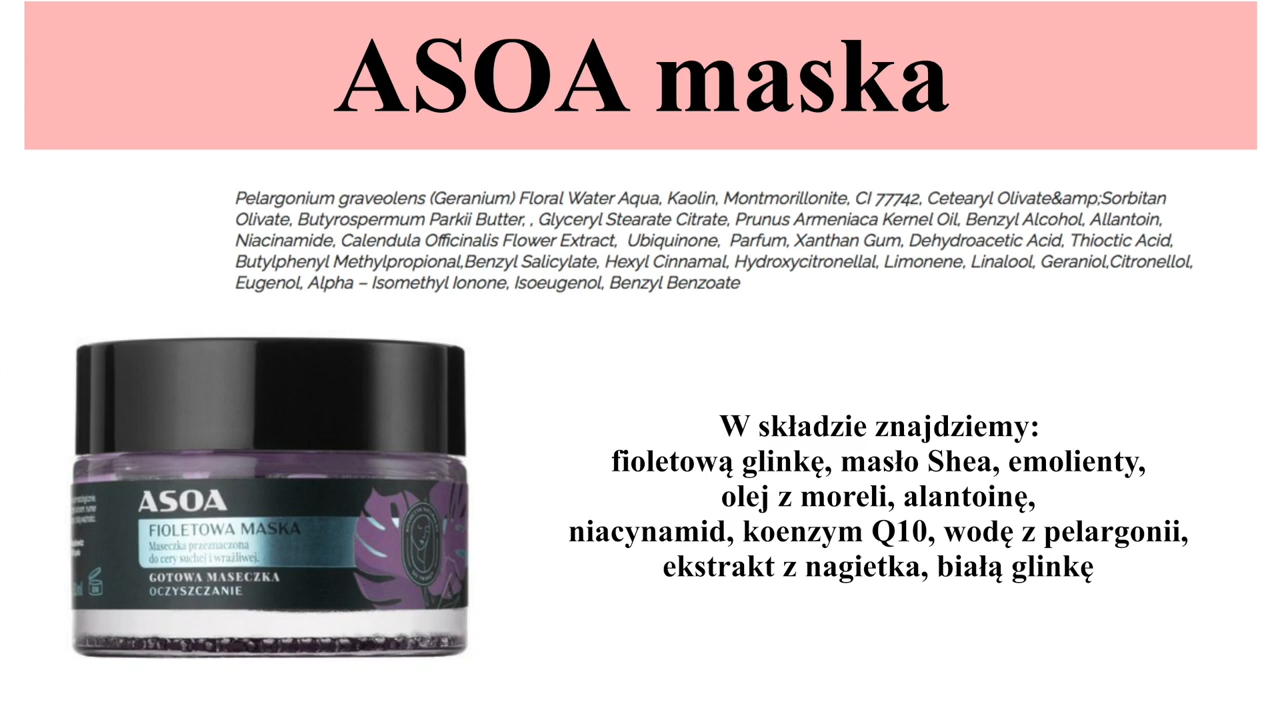 ASOA maska
Pelargonium graveolens (Geranium) Floral Water Aqua, Kaolin, Montmorillonite, CI 77742, Cetearyl Olivate&amp;Sorbitan
Olivate, Butyrospermum Parkii Butter, , Glyceryl Stearate Citrate, Prunus Armeniaca Kernel Oil, Benzyl Alcohol, Allantoin,
Niacinamide, Calendula Officinalis Flower Extract, Ubiquinone, Parfum, Xanthan Gum, Dehydroacetic Acid, Thioctic Acid,
Butylphenyl Methylpropional,Benzyl Salicylate, Hexyl Cinnamal, Hydroxycitronellal, Limonene, Linalool, Geraniol,Citronellol,
Eugenol, Alpha – Isomethyl Ionone, Isoeugenol, Benzyl Benzoate
ASOA
FIOLETOWA MASKA
Maseczka przeznaczona
do cery suchej i wrażliwej.
GOTOWA MASECZKA
OCZYSZCZANIE
W składzie znajdziemy:
fioletową glinkę, masło Shea, emolienty,
olej z moreli, alantoinę,
niacynamid, koenzym Q10, wodę z pelargonii,
ekstrakt z nagietka, białą glinkę